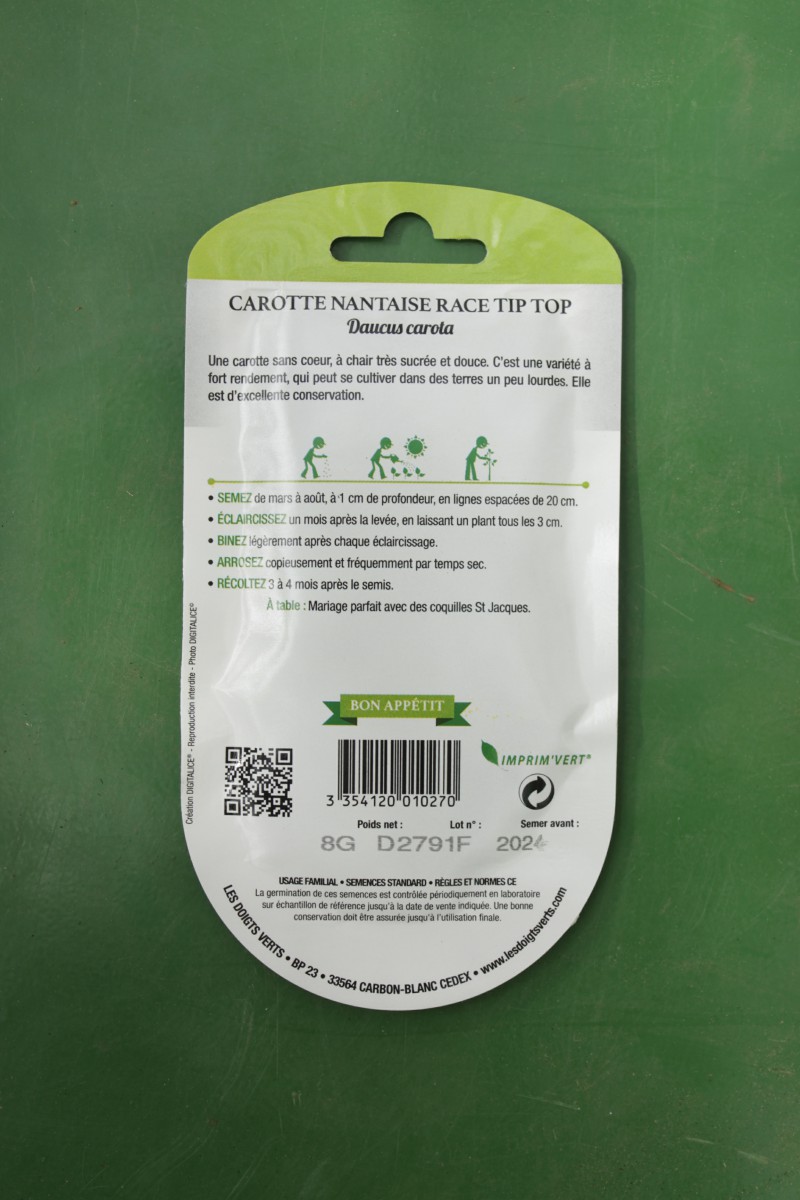 CAROTTE NANTAISE RACE TIP TOP
Daucus carota
Une carotte sans coeur, à chair très sucrée et douce. C'est une variété à
fort rendement, qui peut se cultiver dans des terres un peu lourdes. Elle
est d'excellente conservation.
• SEMEZ de mars à août, à 1 cm de profondeur, en lignes espacées de 20 cm.
• ÉCLAIRCISSEZ un mois après la levée, en laissant un plant tous les 3 cm.
• BINEZ légèrement après chaque éclaircissage.
• ARROSEZ copieusement et fréquemment par temps sec.
• RÉCOLTEZ 3 à 4 mois après le semis.
À table : Mariage parfait avec des coquilles St Jacques.
Création DIGITALICE® - Reproduction interdite - Photo DIGITALICE®
BON APPÉTIT
IMPRIM'VERT®
3 354120 010270
Poids net : Lot n° : Semer avant :
8G D2791F 2024
USAGE FAMILIAL • SEMENCES STANDARD • RÈGLES ET NORMES CE
La germination de ces semences est contrôlée périodiquement en laboratoire
sur échantillon de référence jusqu'à la date de vente indiquée. Une bonne
conservation doit être assurée jusqu'à l'utilisation finale.
LES DOIGTS VERTS • BP 23 • 33564 CARBON-BLANC CEDEX • www.lesdoigtsverts.com